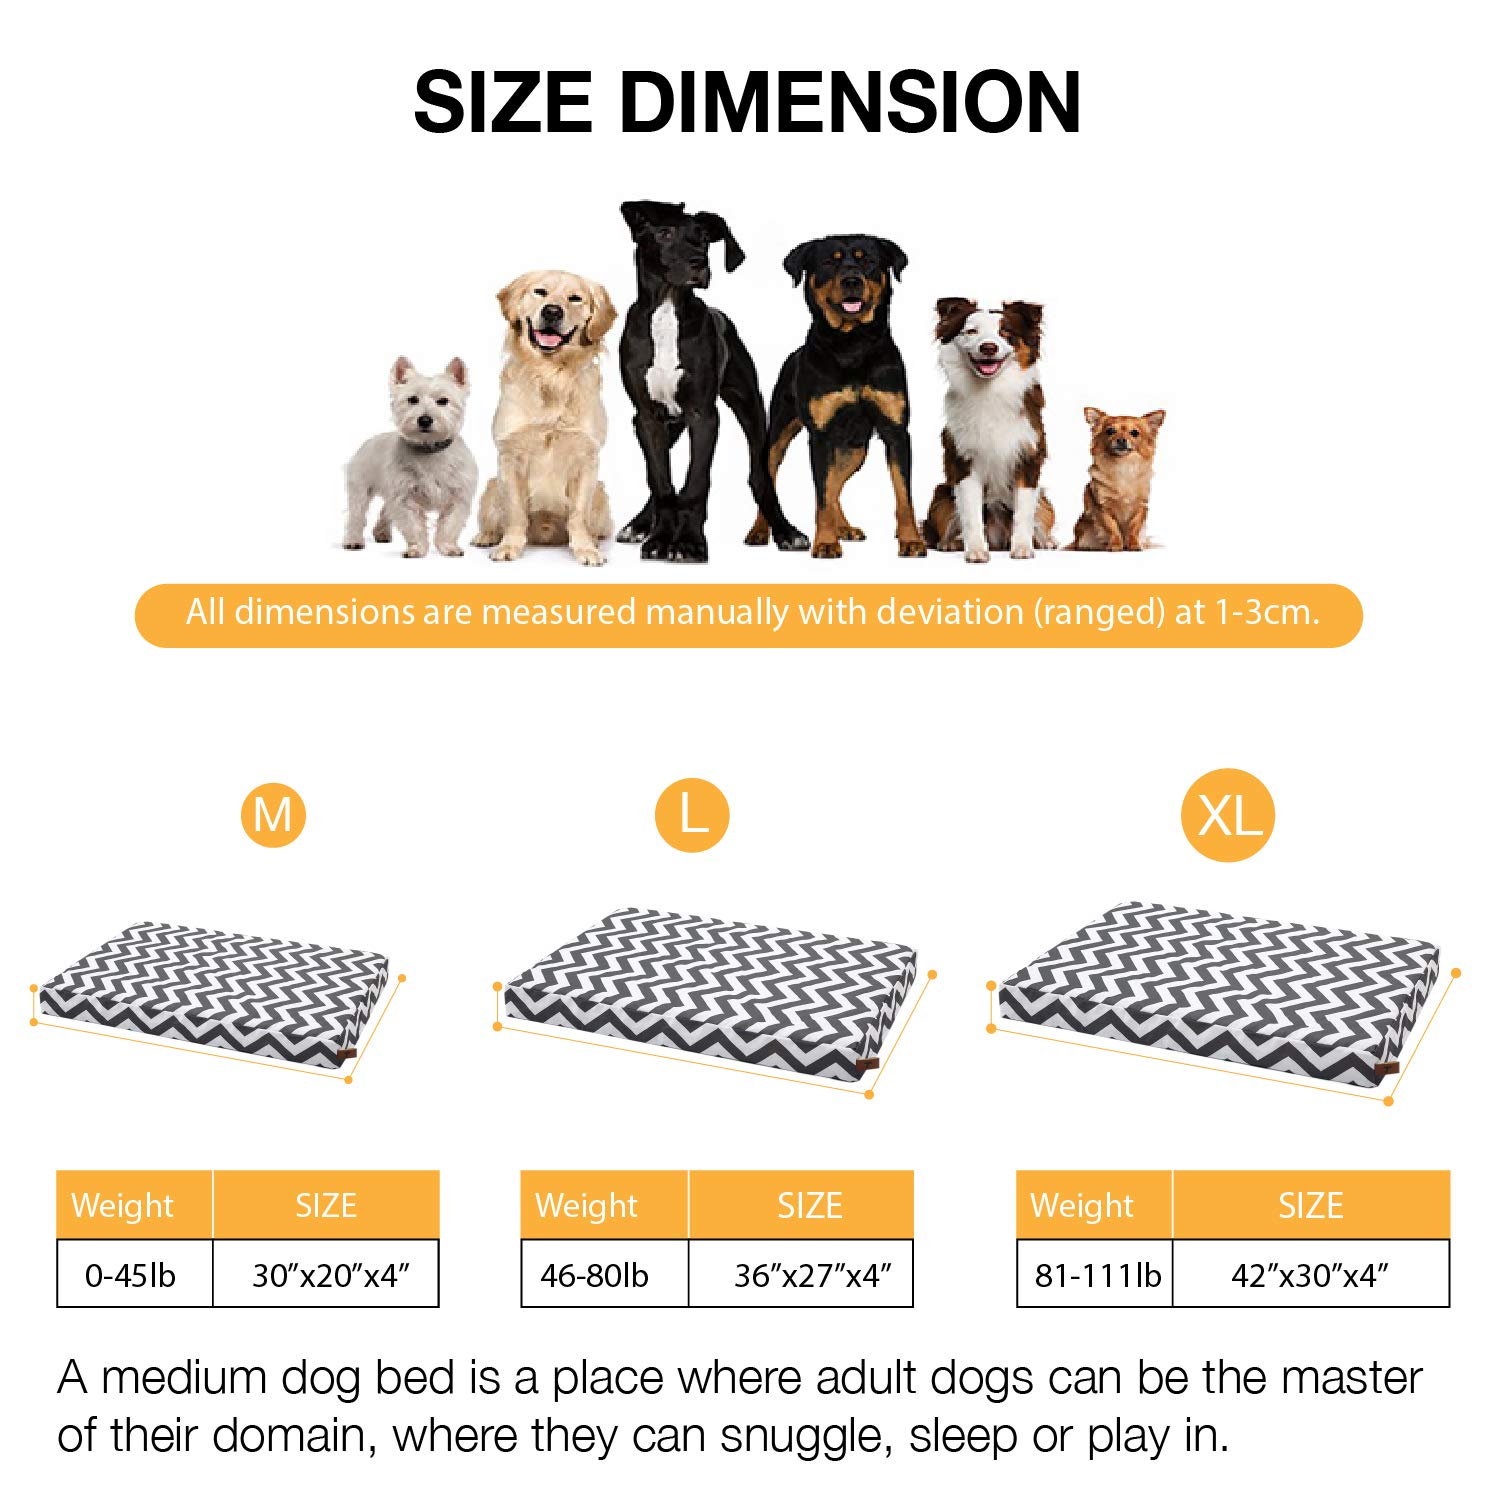 SIZE DIMENSION
All dimensions are measured manually with deviation (ranged) at 1-3cm.
M
L
XL
Weight SIZE
0-45lb 30”x20”x4”
Weight SIZE
46-80lb 36”x27”x4”
Weight SIZE
81-111lb 42”x30”x4”
A medium dog bed is a place where adult dogs can be the master
of their domain, where they can snuggle, sleep or play in.